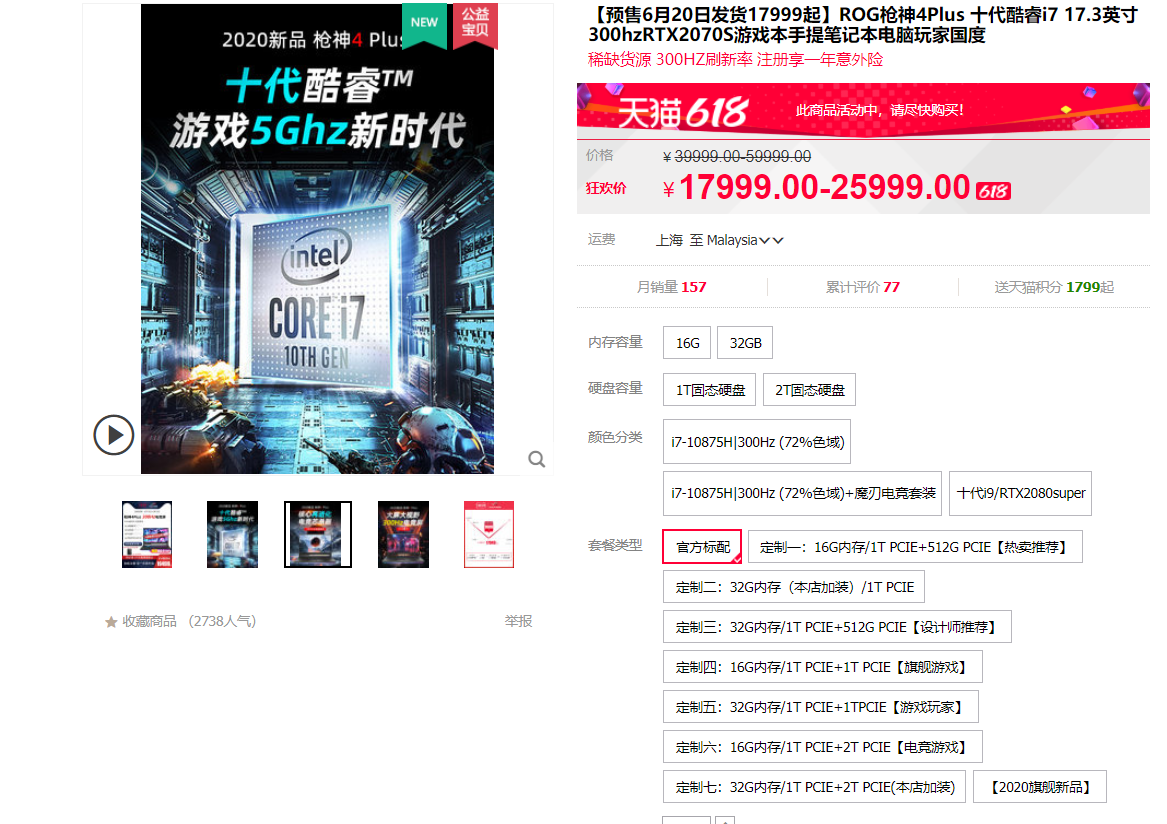 2020新品 枪神4 Plus
NEW
公益
宝贝
十代酷睿™
游戏5Ghz新时代
intel
CORE i7
10TH GEN
收藏商品 (2738人气)
举报
【预售6月20日发货17999起】ROG枪神4Plus 十代酷睿i7 17.3英寸
300hzRTX2070S游戏本手提笔记本电脑玩家国度
稀缺货源 300HZ刷新率 注册享一年意外险
天猫618
此商品活动中，请尽快购买!
价格 ¥ 39999.00-59999.00
狂欢价 ¥ 17999.00-25999.00 618
运费 上海 至 Malaysia
月销量 157
累计评价 77
送天猫积分 1799起
内存容量 16G 32GB
硬盘容量 1T固态硬盘 2T固态硬盘
颜色分类 i7-10875H|300Hz (72%色域)
i7-10875H|300Hz (72%色域)+魔刃电竞套装 十代i9/RTX2080super
套餐类型 官方标配 定制一：16G内存/1T PCIE+512G PCIE【热卖推荐】
定制二：32G内存（本店加装）/1T PCIE
定制三：32G内存/1T PCIE+512G PCIE【设计师推荐】
定制四：16G内存/1T PCIE+1T PCIE【旗舰游戏】
定制五：32G内存/1T PCIE+1TPCIE【游戏玩家】
定制六：16G内存/1T PCIE+2T PCIE【电竞游戏】
定制七：32G内存/1T PCIE+2T PCIE(本店加装) 【2020旗舰新品】